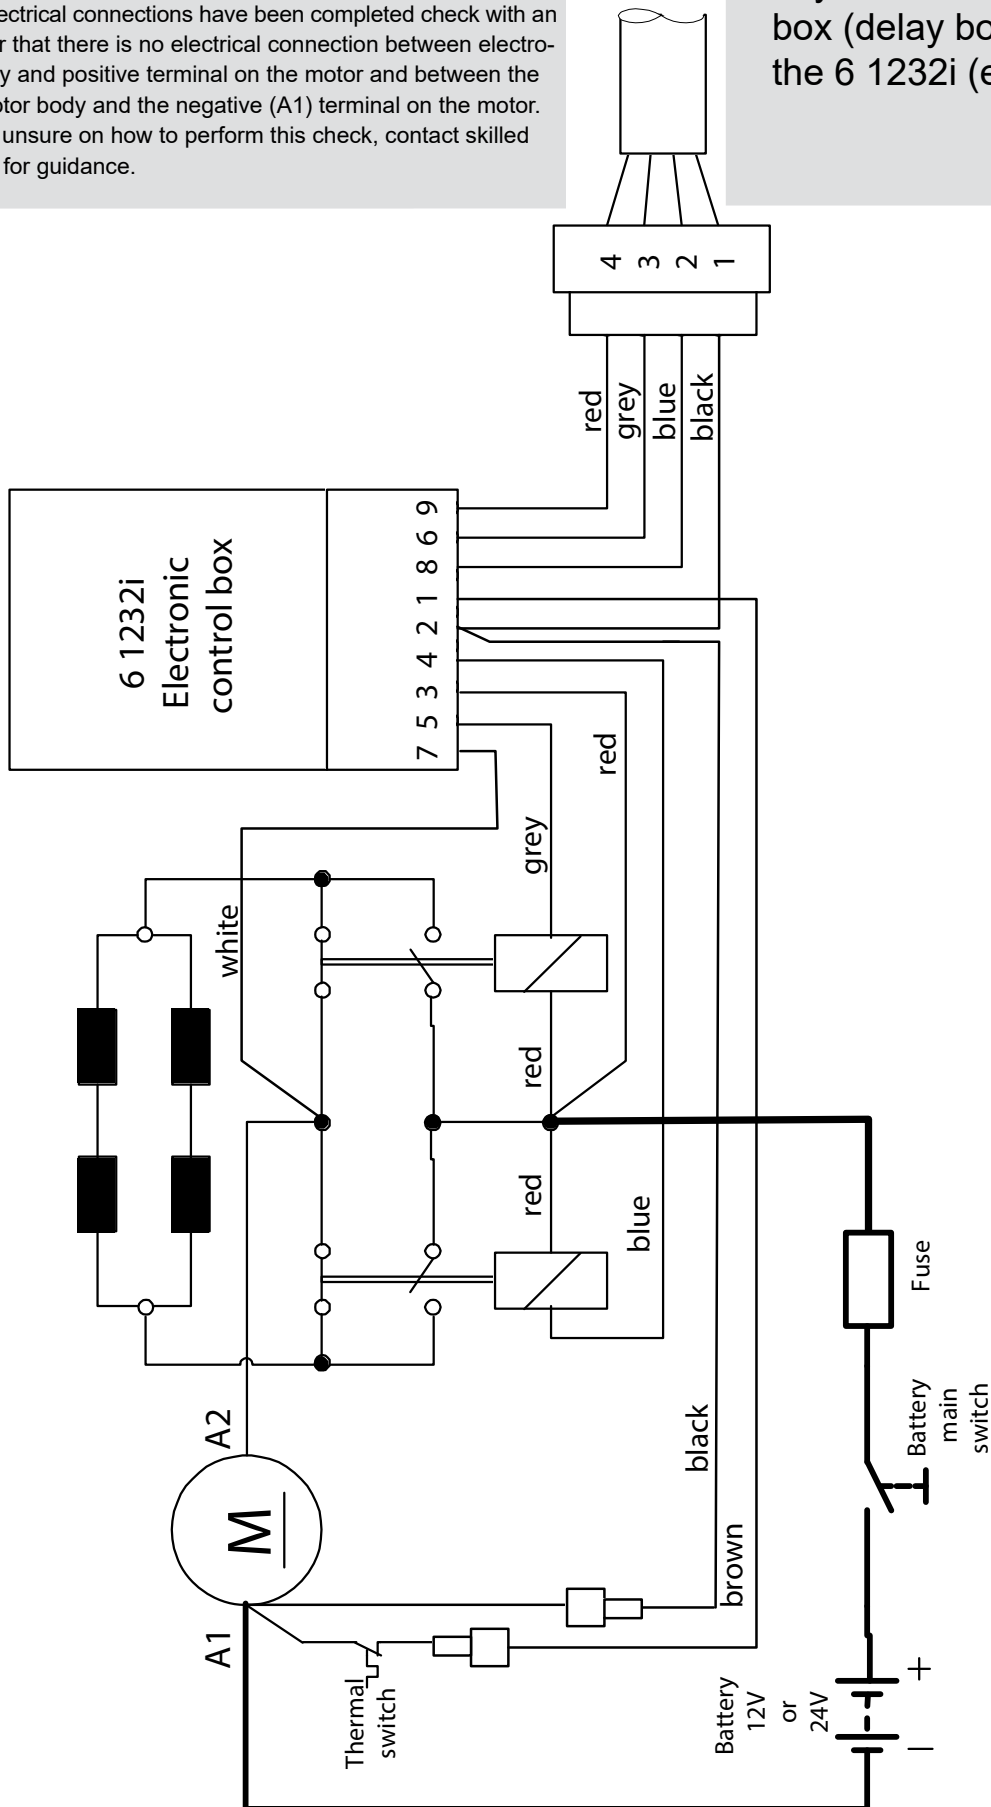 ectrical connections have been completed check with an
r that there is no electrical connection between electro-
y and positive terminal on the motor and between the
otor body and the negative (A1) terminal on the motor.
unsure on how to perform this check, contact skilled
for guidance.
box (delay bo
the 6 1232i (e
4
3
2
1
red
grey
blue
black
6 1232i
Electronic
control box
7 5 3 4 2 1 8 6 9
red
grey
white
red
red
blue
Fuse
A2
Battery
main
switch
black
M
brown
A1
Thermal
switch
Battery
12V
or
24V
+
–